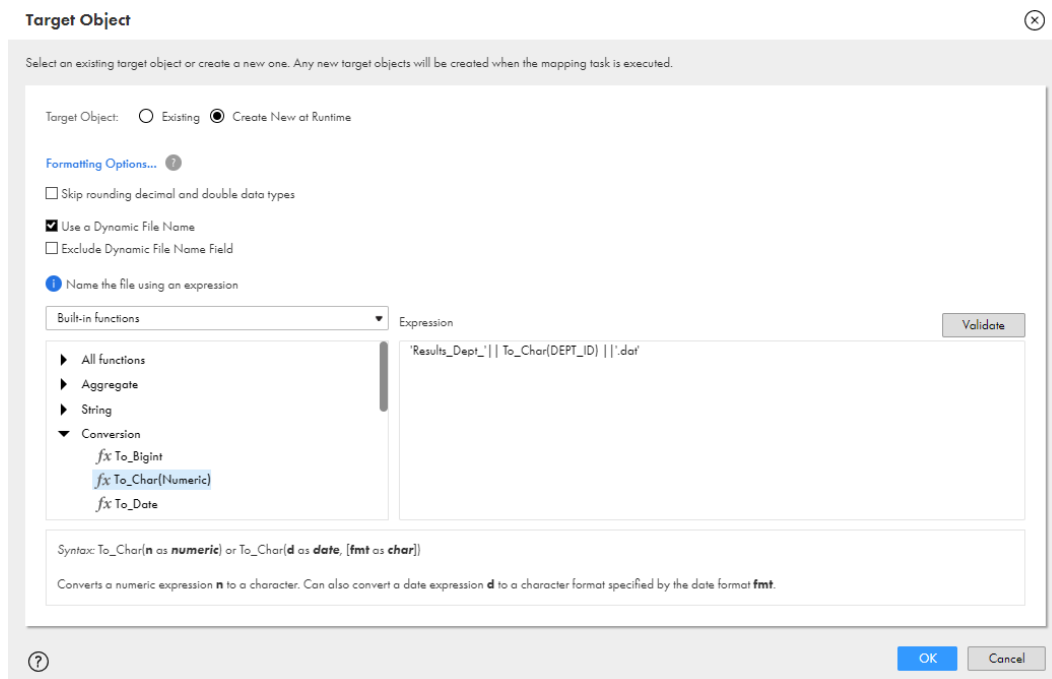 Target Object
Select an existing target object or create a new one. Any new target objects will be created when the mapping task is executed.
Target Object: Existing Create New at Runtime
Formatting Options... ?
Skip rounding decimal and double data types
Use a Dynamic File Name
Exclude Dynamic File Name Field
i Name the file using an expression
Built-in functions
Expression
Validate
All functions
Aggregate
String
Conversion
fx To_Bigint
fx To_Char(Numeric)
fx To_Date
'Results_Dept_'|| To_Char(DEPT_ID) ||'.dat'
Syntax: To_Char(n as numeric) or To_Char(d as date, [fmt as char])
Converts a numeric expression n to a character. Can also convert a date expression d to a character format specified by the date format fmt.
?
OK
Cancel